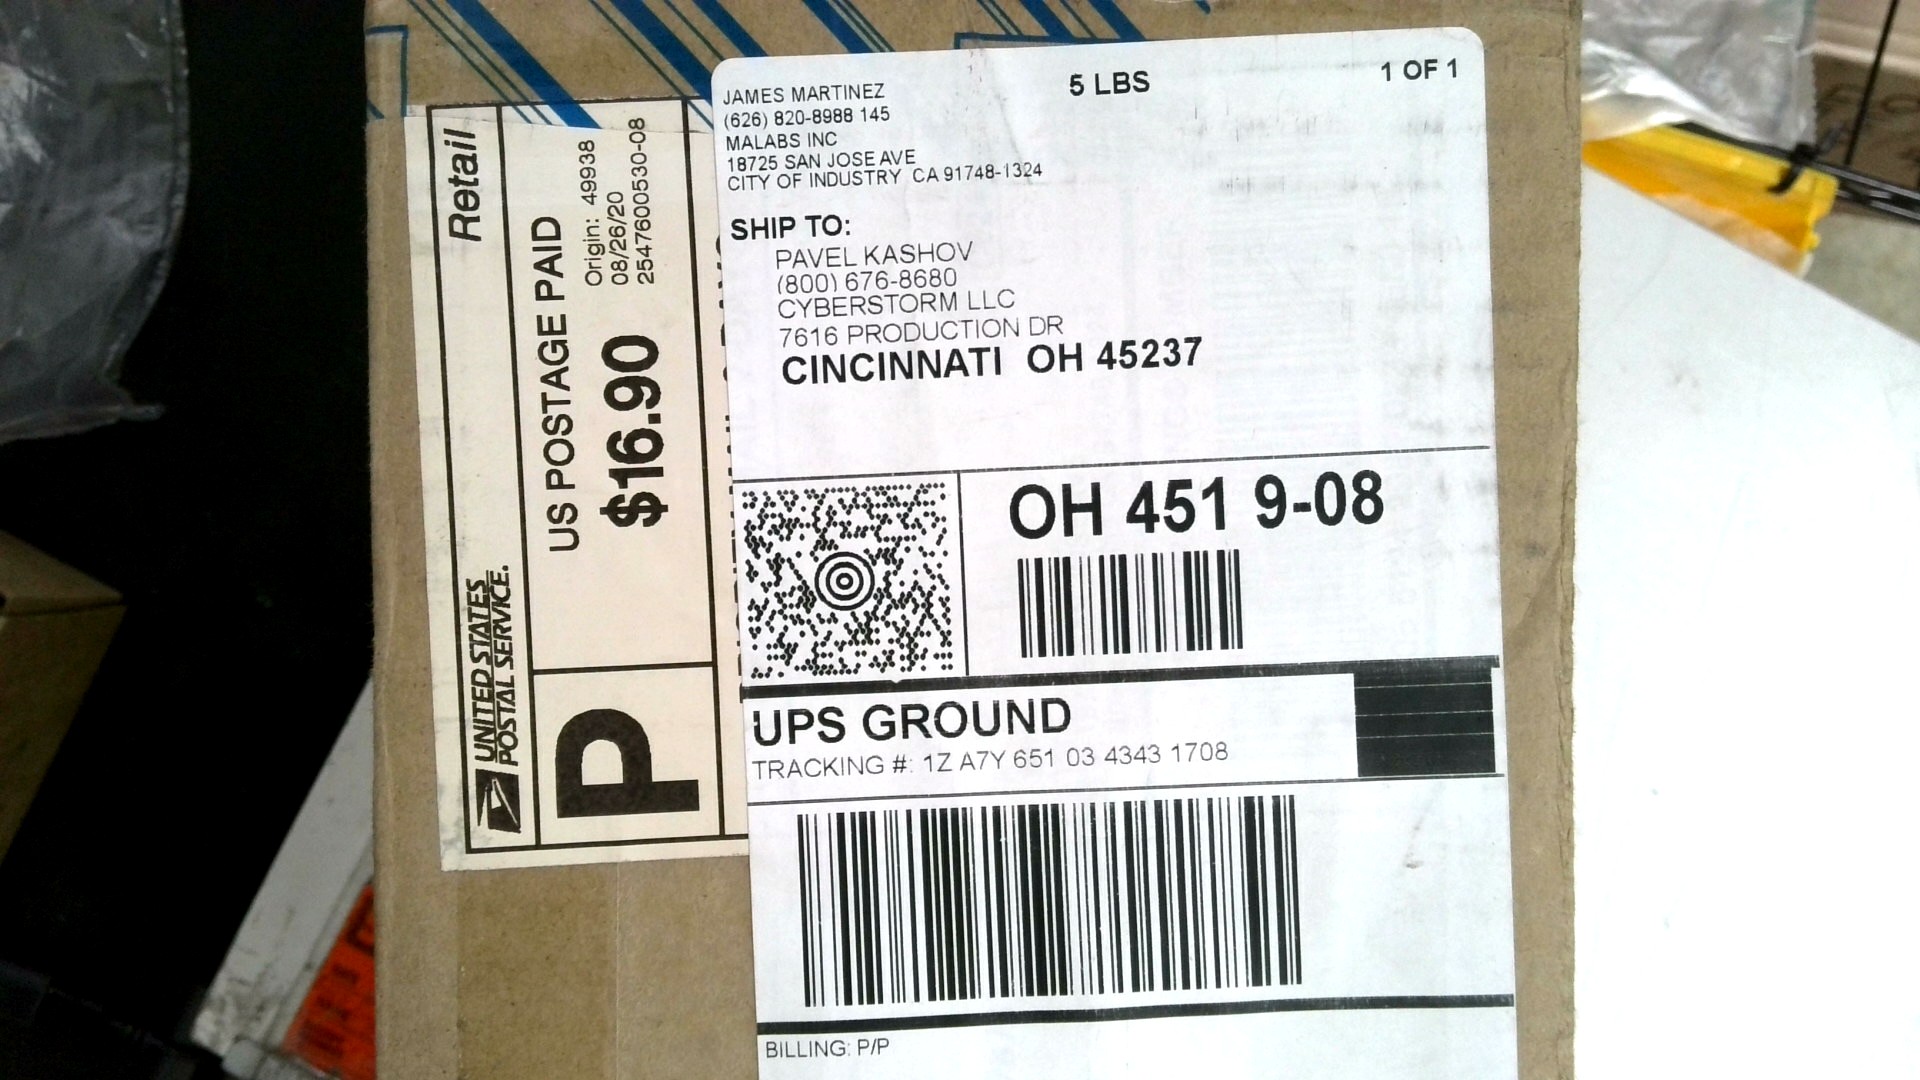 JAMES MARTINEZ
(626) 820-8988 145
MALABS INC
18725 SAN JOSE AVE
CITY OF INDUSTRY CA 91748-1324
5 LBS
1 OF 1
SHIP TO:
PAVEL KASHOV
(800) 676-8680
CYBERSTORM LLC
7616 PRODUCTION DR
CINCINNATI OH 45237
OH 451 9-08
UPS GROUND
TRACKING #: 1Z A7Y 651 03 4343 1708
BILLING: P/P
UNITED STATES
POSTAL SERVICE.
Retail
P
US POSTAGE PAID
$16.90
Origin: 49938
08/26/20
2547600530-08